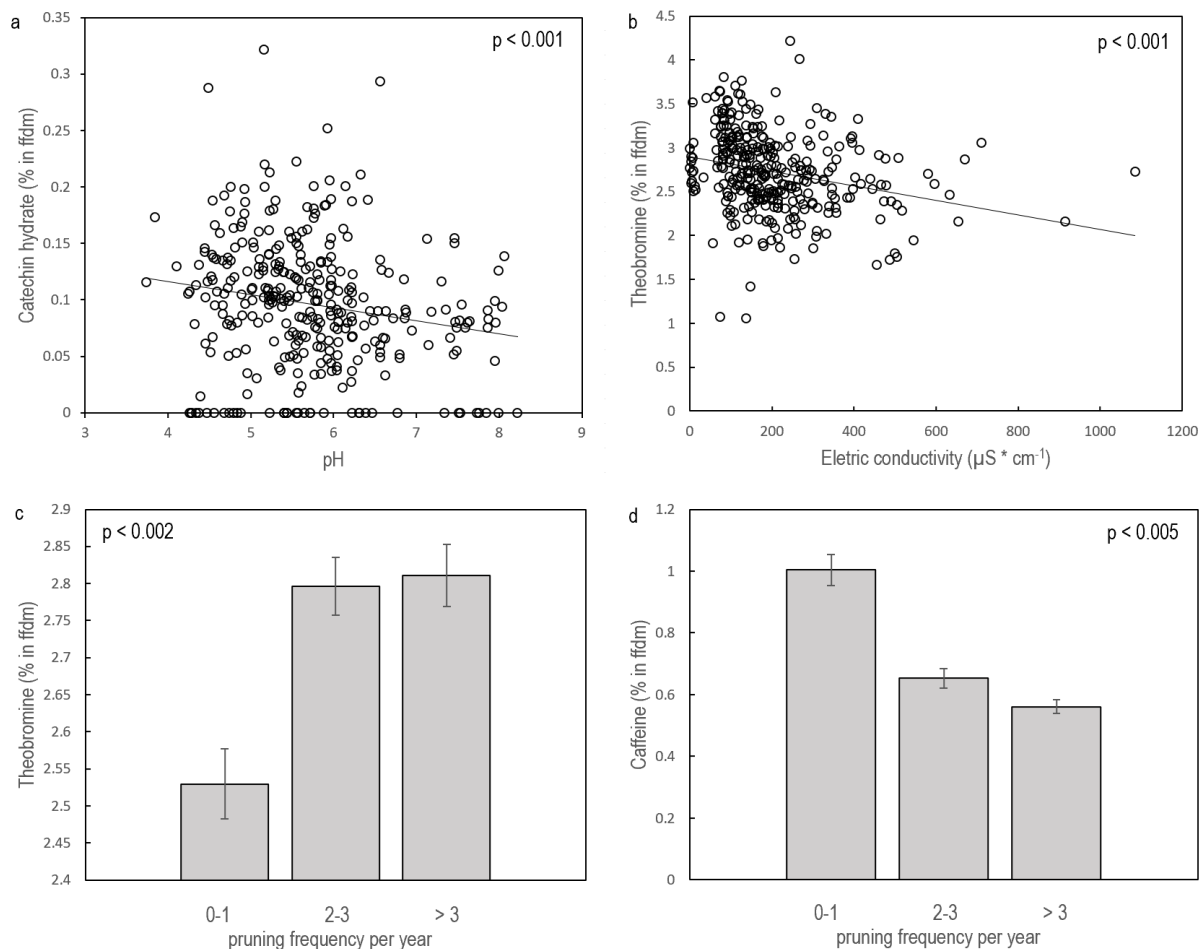 a
p < 0.001
0.35
0.3
0.25
0.2
0.15
0.1
0.05
0
Catechin hydrate (% in ffdm)
3 4 5 6 7 8 9
pH
b
p < 0.001
4.5
4
3.5
3
2.5
2
1.5
1
0.5
0
Theobromine (% in ffdm)
0 200 400 600 800 1000 1200
Eletric conductivity (µS * cm-1)
c
p < 0.002
2.9
2.85
2.8
2.75
2.7
2.65
2.6
2.55
2.5
2.45
2.4
Theobromine (% in ffdm)
0-1 2-3 > 3
pruning frequency per year
d
p < 0.005
1.2
1
0.8
0.6
0.4
0.2
0
Caffeine (% in ffdm)
0-1 2-3 > 3
pruning frequency per year